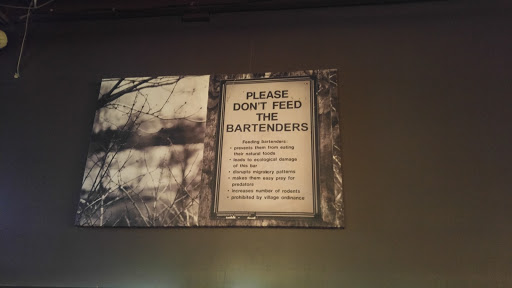 PLEASE
DON'T FEED
THE
BARTENDERS
Feeding bartenders:
• prevents them from eating
their natural foods
• leads to ecological damage
of this bar
• disrupts migratory patterns
• makes them easy prey for
predators
• increases number of rodents
• prohibited by village ordinance